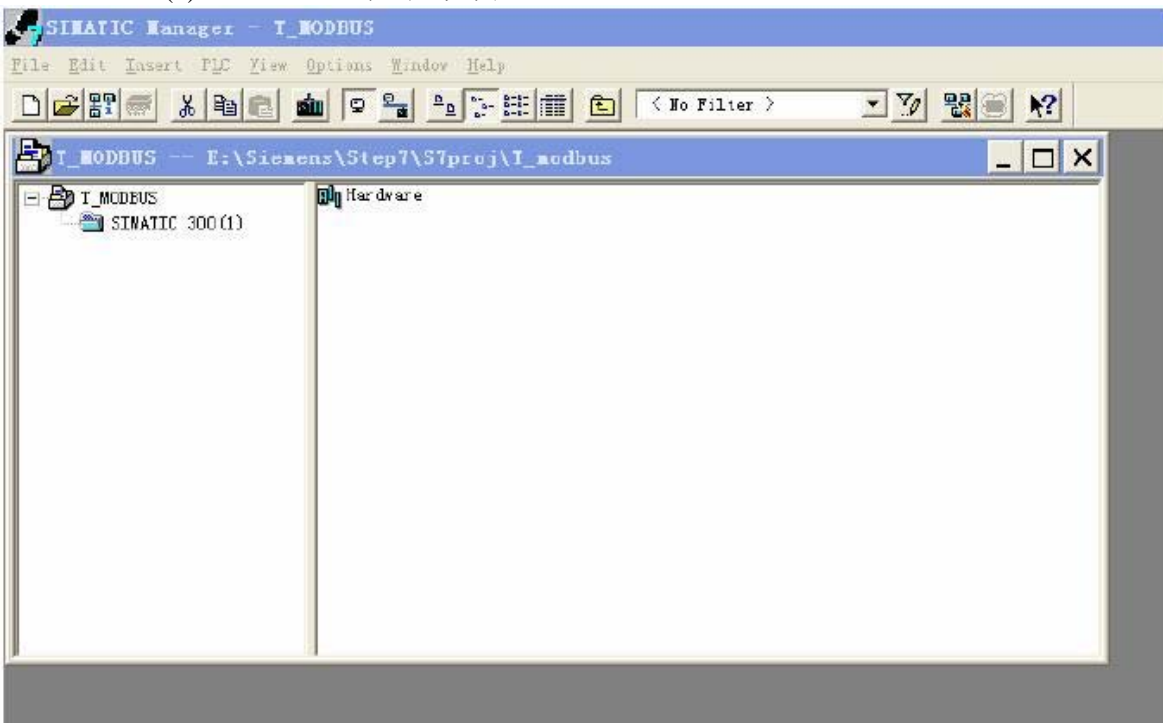 SIMATIC Manager - T_MODBUS
File Edit Insert PLC View Options Window Help
< No Filter >
T_MODBUS -- E:\Siemens\Step7\S7proj\T_modbus
T_MODBUS
Hardware
SIMATIC 300(1)